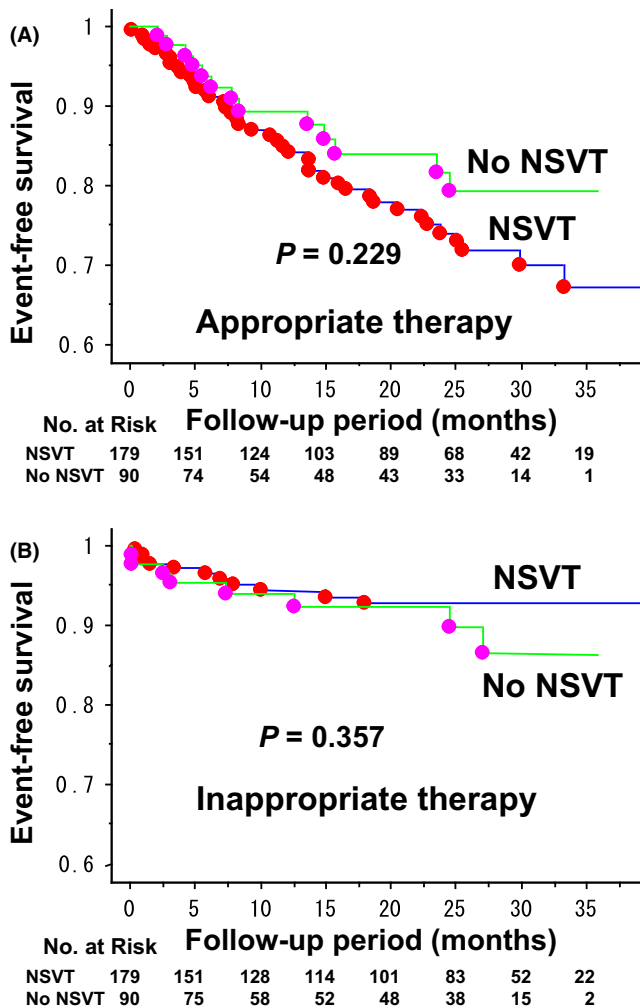 (A)
1
0.9
0.8
0.7
0.6
Event-free survival
No NSVT
NSVT
P = 0.229
Appropriate therapy
0 5 10 15 20 25 30 35
No. at Risk Follow-up period (months)
NSVT 179 151 124 103 89 68 42 19
No NSVT 90 74 54 48 43 33 14 1
(B)
1
0.9
0.8
0.7
0.6
Event-free survival
NSVT
No NSVT
P = 0.357
Inappropriate therapy
0 5 10 15 20 25 30 35
No. at Risk Follow-up period (months)
NSVT 179 151 128 114 101 83 52 22
No NSVT 90 75 58 52 48 38 15 2